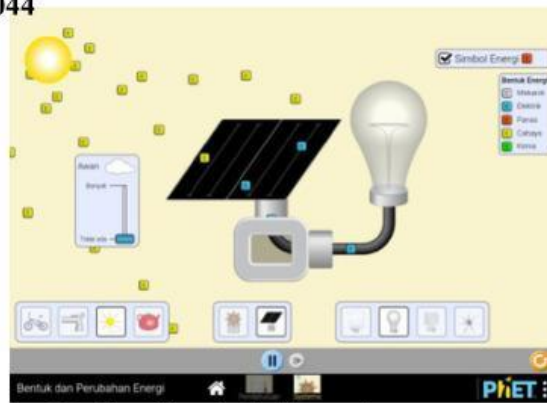 044
Simbol Energi E
Bentuk Energi
E Mekanik
E Elektrik
E Panas
E Cahaya
E Kimia
Awan
Banyak
Tidak ada
Bentuk dan Perubahan Energi
Systems
PhET